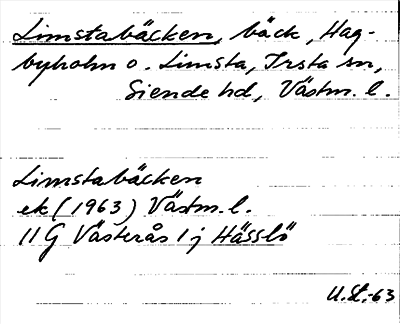 Limstabäcken, bäck, Hag-
byholm o. Limsta, Irsta sn,
Siende hd, Västm. l.
Limstabäcken
ek (1963) Västm. l.
11 G Västerås 1 j Hässlö
U.St.-63